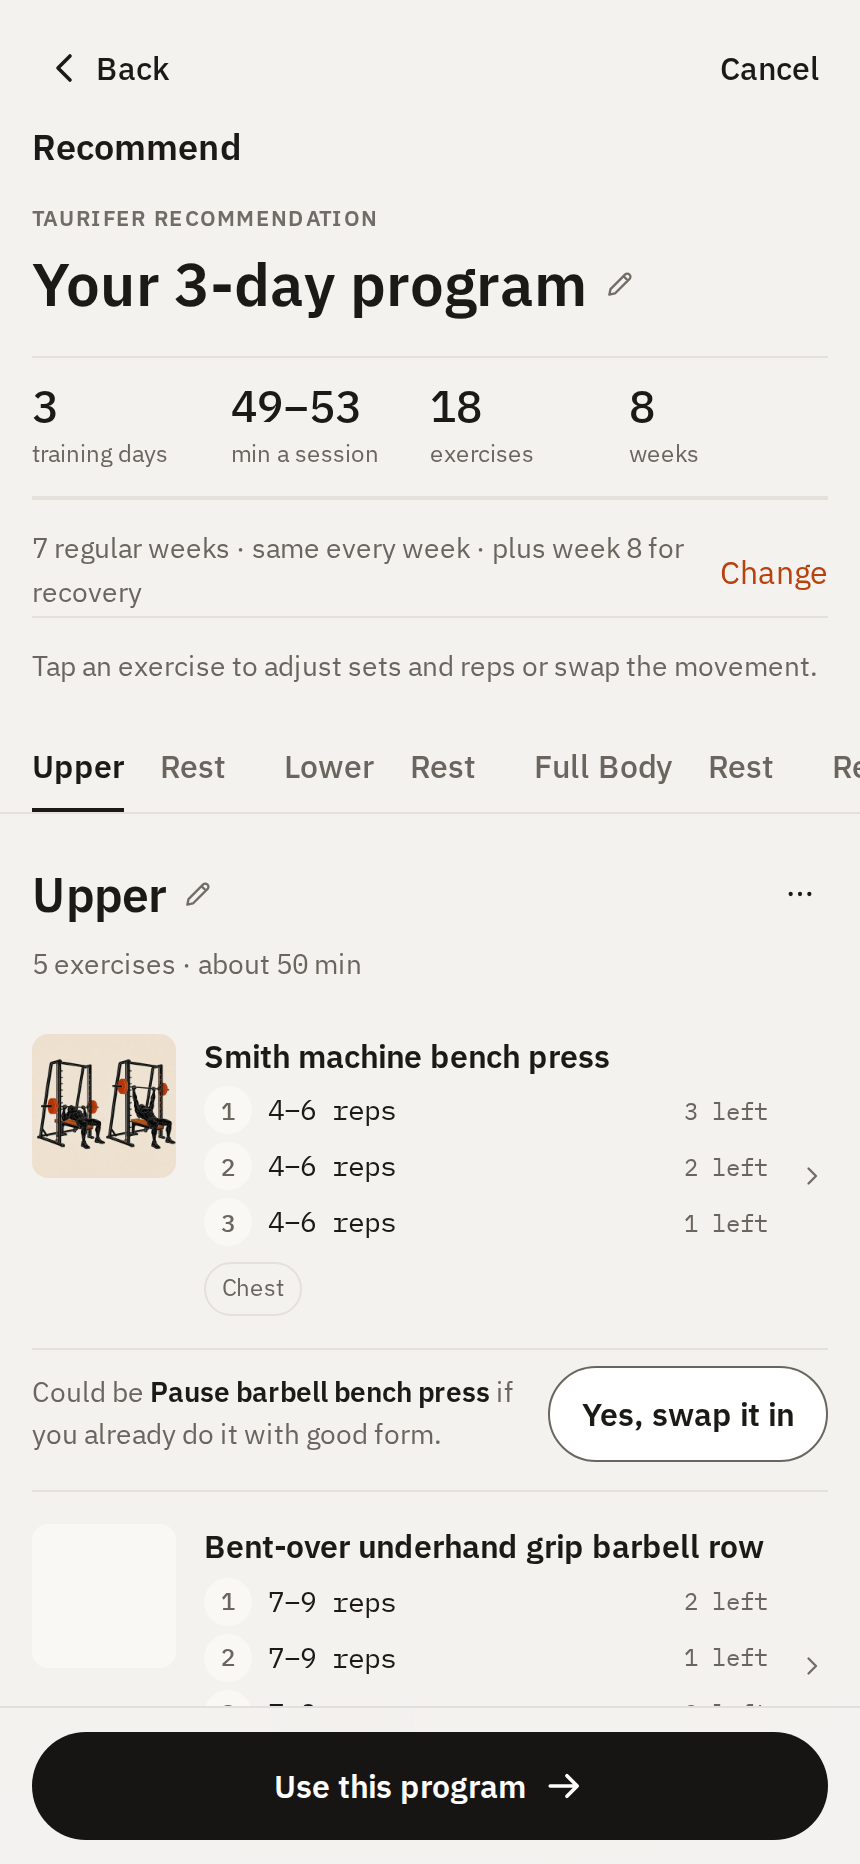 Back
Cancel
Recommend
TAURIFER RECOMMENDATION
Your 3-day program
3
training days
49–53
min a session
18
exercises
8
weeks
7 regular weeks · same every week · plus week 8 for
recovery
Change
Tap an exercise to adjust sets and reps or swap the movement.
Upper Rest Lower Rest Full Body Rest Re
Upper
...
5 exercises · about 50 min
Smith machine bench press
1 4–6 reps 3 left
2 4–6 reps 2 left
3 4–6 reps 1 left
Chest
Could be Pause barbell bench press if
you already do it with good form.
Yes, swap it in
Bent-over underhand grip barbell row
1 7–9 reps 2 left
2 7–9 reps 1 left
Use this program